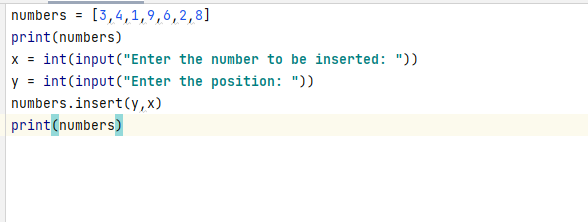 numbers = [3,4,1,9,6,2,8]
print(numbers)
x = int(input("Enter the number to be inserted: "))
y = int(input("Enter the position: "))
numbers.insert(y,x)
print(numbers)